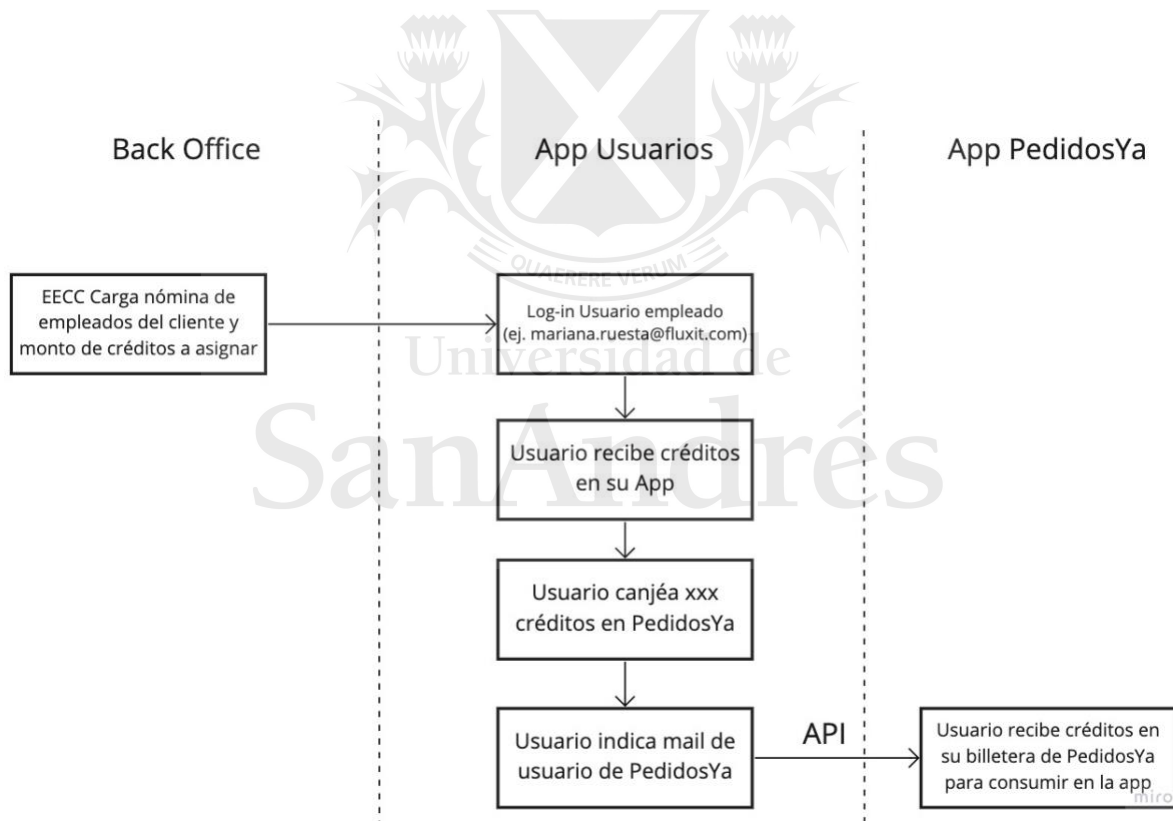 Back Office
App Usuarios
App PedidosYa
QUAERERE VERUM
EECC Carga nómina de
empleados del cliente y
monto de créditos a asignar
Log-in Usuario empleado
(ej. mariana.ruesta@fluxit.com)
Universidad de
SanAndrés
Usuario recibe créditos
en su App
Usuario canjéa xxx
créditos en PedidosYa
Usuario indica mail de
usuario de PedidosYa
API
Usuario recibe créditos en
su billetera de PedidosYa
para consumir en la app
miro